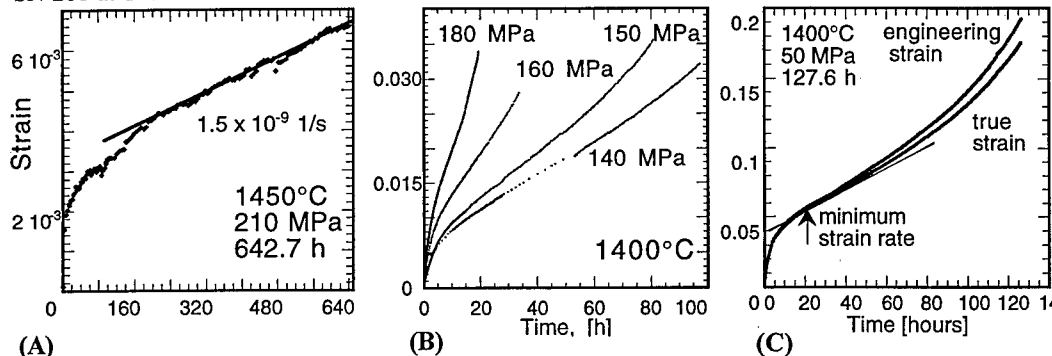 Strain
6 10⁻³
2 10⁻³
1.5 x 10⁻⁹ 1/s
1450°C
210 MPa
642.7 h
0 160 320 480 640
(A)
180 MPa
150 MPa
160 MPa
140 MPa
0.030
0.015
0
1400°C
0 20 40 60 80 100
Time, [h]
(B)
0.2
0.15
0.1
0.05
1400°C
50 MPa
127.6 h
engineering
strain
true
strain
minimum
strain rate
0 20 40 60 80 100 120 140
Time [hours]
(C)